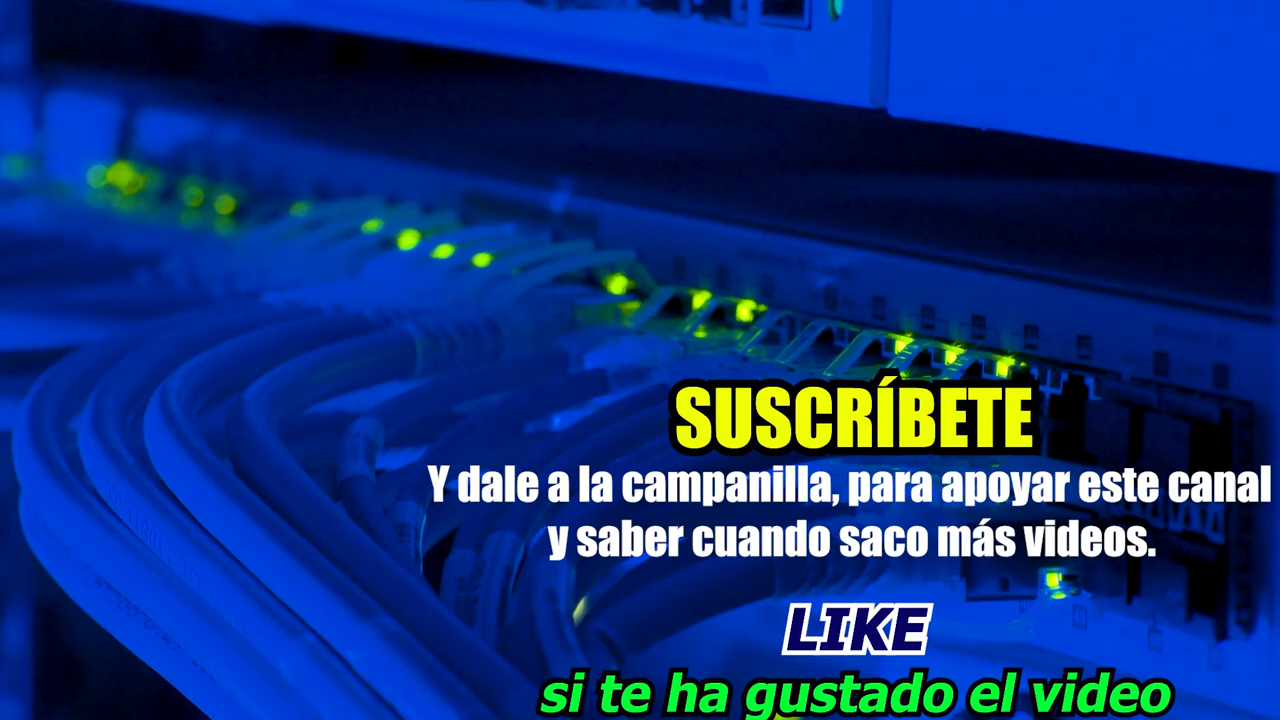 SUSCRÍBETE
Y dale a la campanilla, para apoyar este canal
y saber cuando saco más videos.
LIKE
si te ha gustado el video